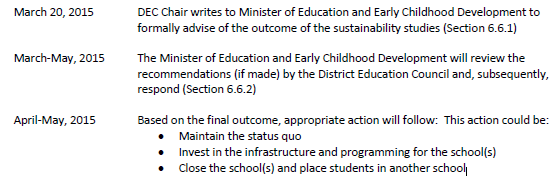 March 20, 2015 DEC Chair writes to Minister of Education and Early Childhood Development to
formally advise of the outcome of the sustainability studies (Section 6.6.1)
March-May, 2015 The Minister of Education and Early Childhood Development will review the
recommendations (if made) by the District Education Council and, subsequently,
respond (Section 6.6.2)
April-May, 2015 Based on the final outcome, appropriate action will follow: This action could be:
• Maintain the status quo
• Invest in the infrastructure and programming for the school(s)
• Close the school(s) and place students in another school